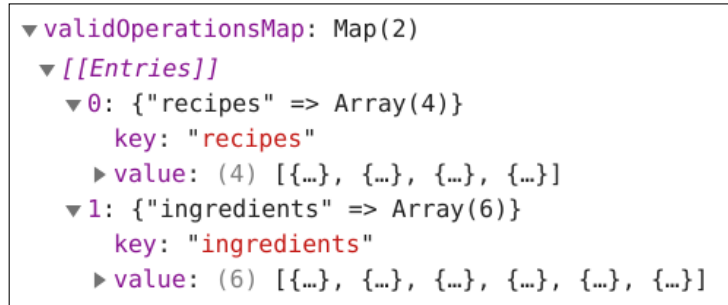 ▼validOperationsMap: Map(2)
▼[[Entries]]
▼0: {"recipes" => Array(4)}
key: "recipes"
▶value: (4) [{…}, {…}, {…}, {…}]
▼1: {"ingredients" => Array(6)}
key: "ingredients"
▶value: (6) [{…}, {…}, {…}, {…}, {…}, {…}]